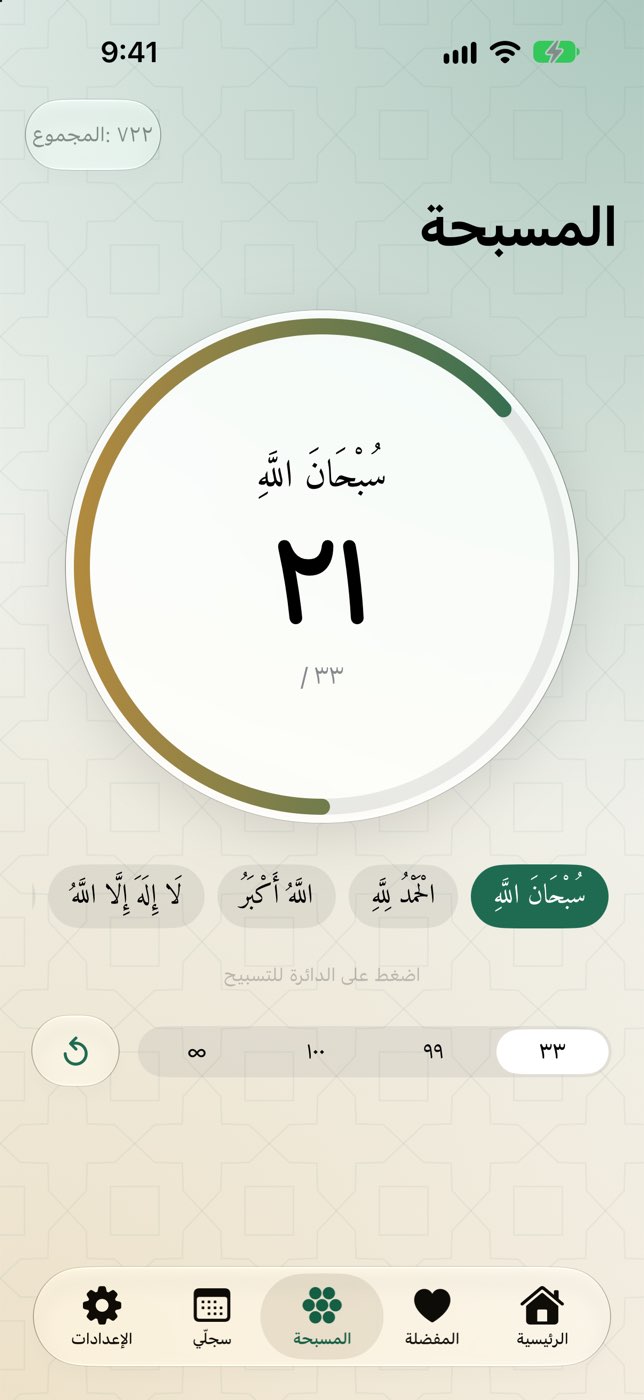 9:41
المجموع: ٧٢٢
المسبحة
سُبْحَانَ اللَّهِ
٢١
/ ٣٣
سُبْحَانَ اللَّهِ
الْحَمْدُ لِلَّهِ
اللَّهُ أَكْبَرُ
لَا إِلَهَ إِلَّا اللَّهُ
اضغط على الدائرة للتسبيح
٣٣ ٩٩ ١٠٠ ∞
الرئيسية
المفضلة
المسبحة
سجلّي
الإعدادات